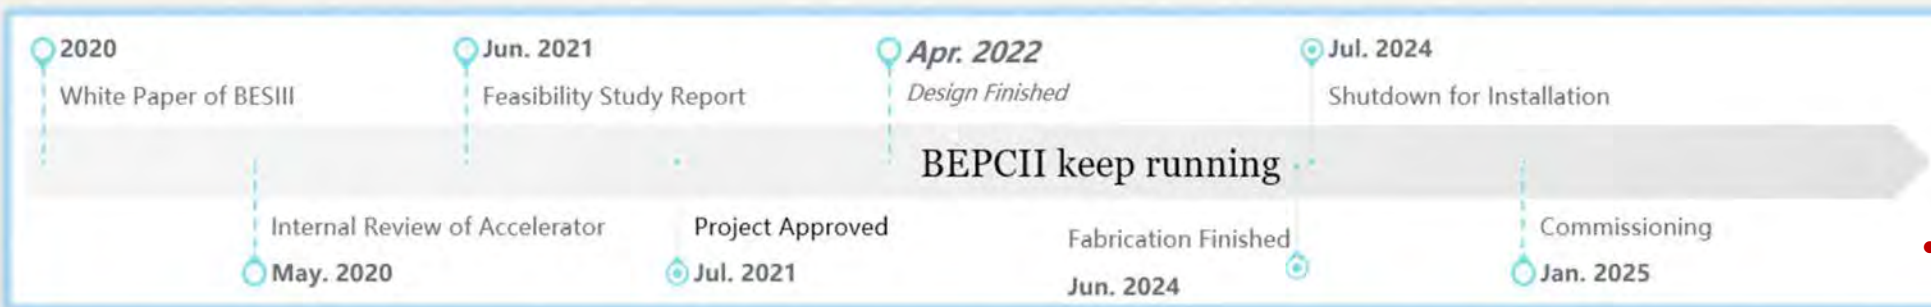 2020
White Paper of BESIII
Jun. 2021
Feasibility Study Report
Apr. 2022
Design Finished
Jul. 2024
Shutdown for Installation
BEPCII keep running
Internal Review of Accelerator
May. 2020
Project Approved
Jul. 2021
Fabrication Finished
Jun. 2024
Commissioning
Jan. 2025